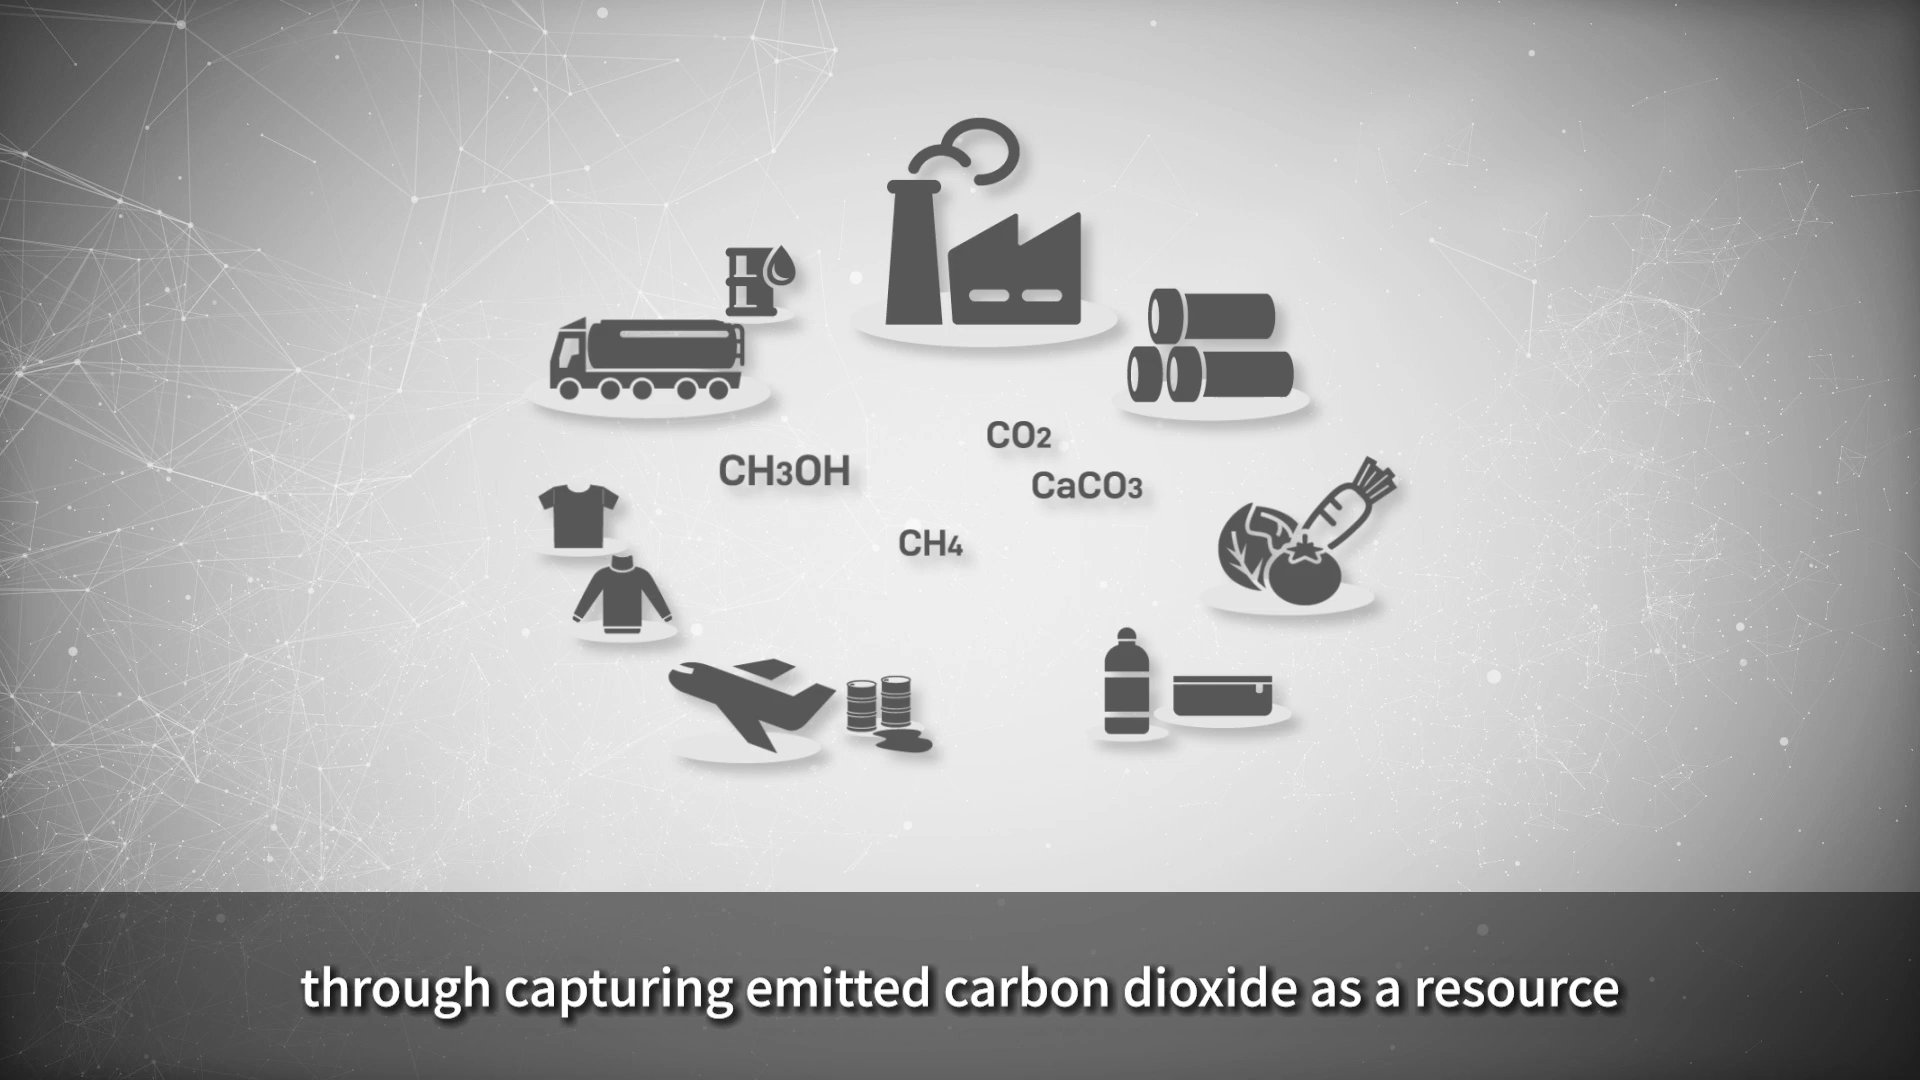 CO2
CH3OH
CaCO3
CH4
through capturing emitted carbon dioxide as a resource